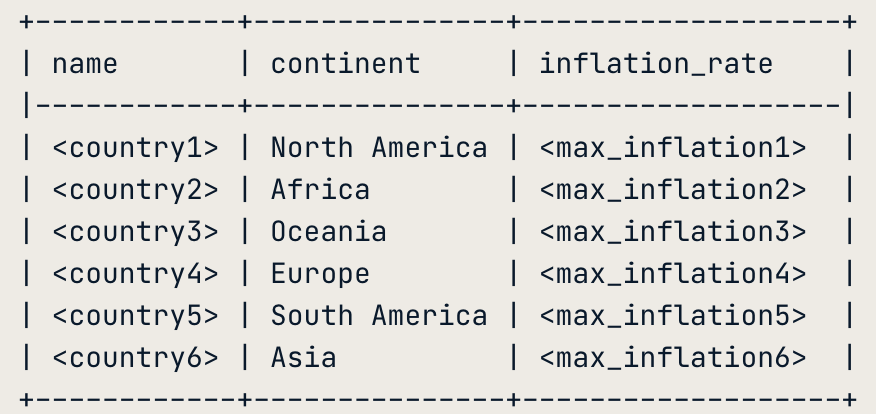 +------------+---------------+-------------------+
| name       | continent     | inflation_rate    |
|------------+---------------+-------------------|
| <country1> | North America | <max_inflation1>  |
| <country2> | Africa        | <max_inflation2>  |
| <country3> | Oceania       | <max_inflation3>  |
| <country4> | Europe        | <max_inflation4>  |
| <country5> | South America | <max_inflation5>  |
| <country6> | Asia          | <max_inflation6>  |
+------------+---------------+-------------------+